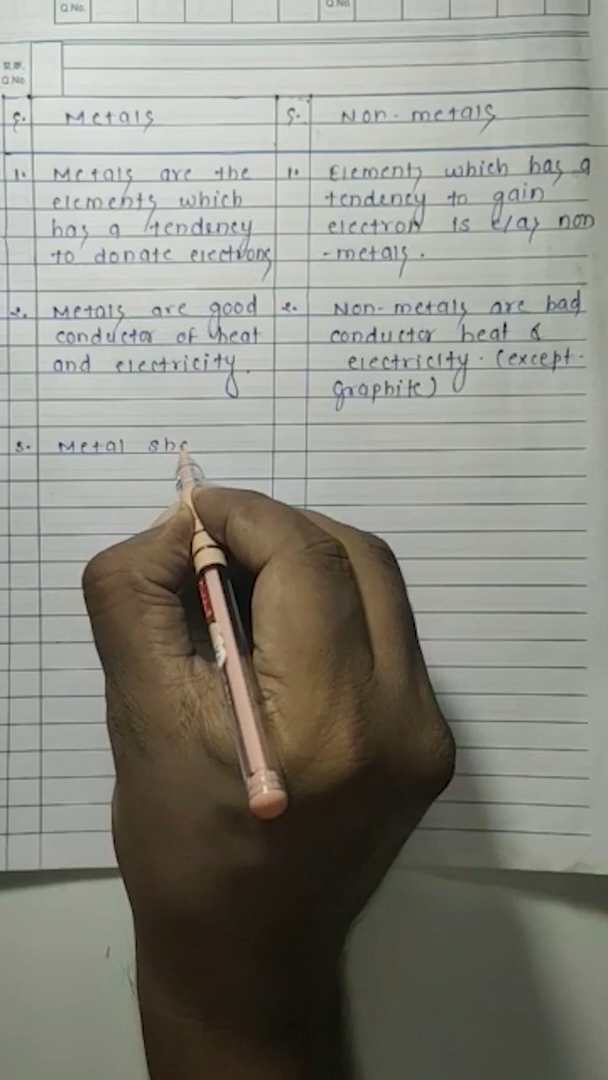 Q.No.
Q.No
प्र.क्र.
Q.No.
Metals
Non-metals
1. Metals are the
elements which
has a tendency
to donate electrons
1. Elements which has a
tendency to gain
electron is k/as non
-metals.
2. Metals are good
conductor of heat
and electricity.
2. Non-metals are bad
conductor heat &
electricity. (except-
graphite)
3. Metal sho